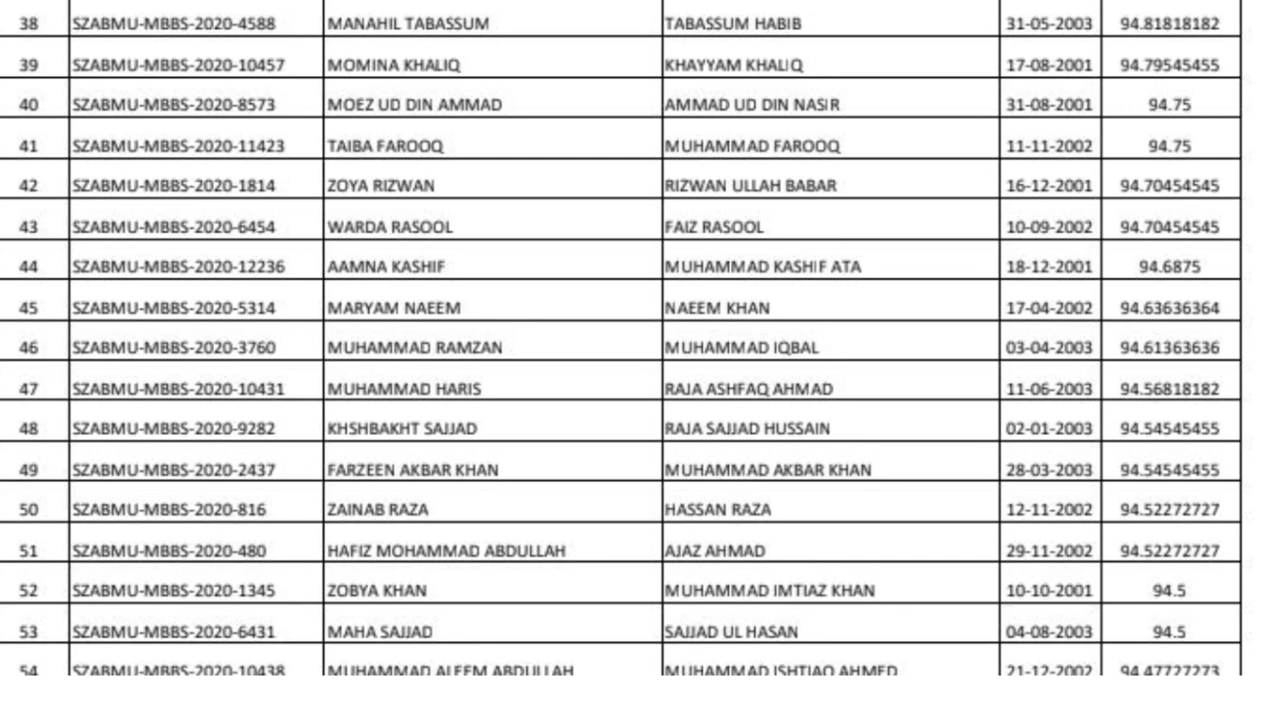 38 SZABMU-MBBS-2020-4588 MANAHIL TABASSUM TABASSUM HABIB 31-05-2003 94.81818182
39 SZABMU-MBBS-2020-10457 MOMINA KHALIQ KHAYYAM KHALIQ 17-08-2001 94.79545455
40 SZABMU-MBBS-2020-8573 MOEZ UD DIN AMMAD AMMAD UD DIN NASIR 31-08-2001 94.75
41 SZABMU-MBBS-2020-11423 TAIBA FAROOQ MUHAMMAD FAROOQ 11-11-2002 94.75
42 SZABMU-MBBS-2020-1814 ZOYA RIZWAN RIZWAN ULLAH BABAR 16-12-2001 94.70454545
43 SZABMU-MBBS-2020-6454 WARDA RASOOL FAIZ RASOOL 10-09-2002 94.70454545
44 SZABMU-MBBS-2020-12236 AAMNA KASHIF MUHAMMAD KASHIF ATA 18-12-2001 94.6875
45 SZABMU-MBBS-2020-5314 MARYAM NAEEM NAEEM KHAN 17-04-2002 94.63636364
46 SZABMU-MBBS-2020-3760 MUHAMMAD RAMZAN MUHAMMAD IQBAL 03-04-2003 94.61363636
47 SZABMU-MBBS-2020-10431 MUHAMMAD HARIS RAJA ASHFAQ AHMAD 11-06-2003 94.56818182
48 SZABMU-MBBS-2020-9282 KHSHBAKHT SAJJAD RAJA SAJJAD HUSSAIN 02-01-2003 94.54545455
49 SZABMU-MBBS-2020-2437 FARZEEN AKBAR KHAN MUHAMMAD AKBAR KHAN 28-03-2003 94.54545455
50 SZABMU-MBBS-2020-816 ZAINAB RAZA HASSAN RAZA 12-11-2002 94.52272727
51 SZABMU-MBBS-2020-480 HAFIZ MOHAMMAD ABDULLAH AJAZ AHMAD 29-11-2002 94.52272727
52 SZABMU-MBBS-2020-1345 ZOBYA KHAN MUHAMMAD IMTIAZ KHAN 10-10-2001 94.5
53 SZABMU-MBBS-2020-6431 MAHA SAJJAD SAJJAD UL HASAN 04-08-2003 94.5
54 SZABMU-MBBS-2020-10438 MUHAMMAD ALEEM ABDULLAH MUHAMMAD ISHTIAQ AHMED 21-12-2002 94.47727273